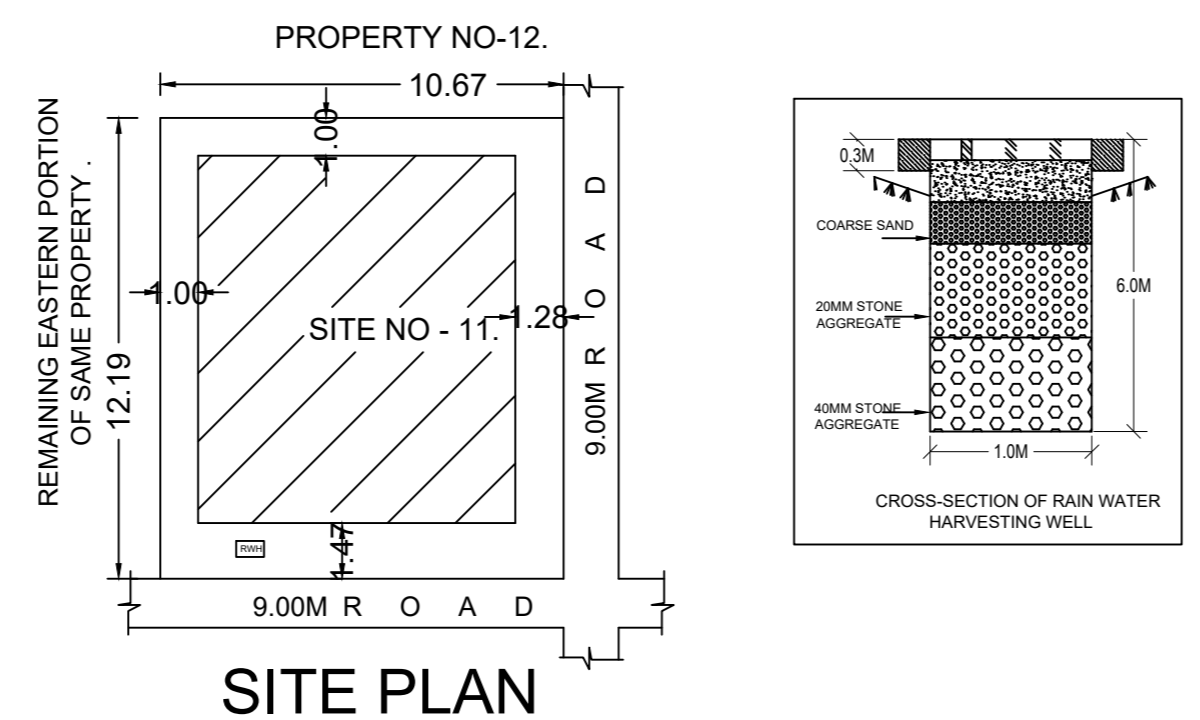 PROPERTY NO-12.
10.67
1.00
REMAINING EASTERN PORTION
OF SAME PROPERTY .
12.19
1.00
SITE NO - 11.
1.28
9.00M R O A D
RWH
1.47
9.00M R O A D
SITE PLAN
0.3M
COARSE SAND
20MM STONE
AGGREGATE
6.0M
40MM STONE
AGGREGATE
1.0M
CROSS-SECTION OF RAIN WATER
HARVESTING WELL